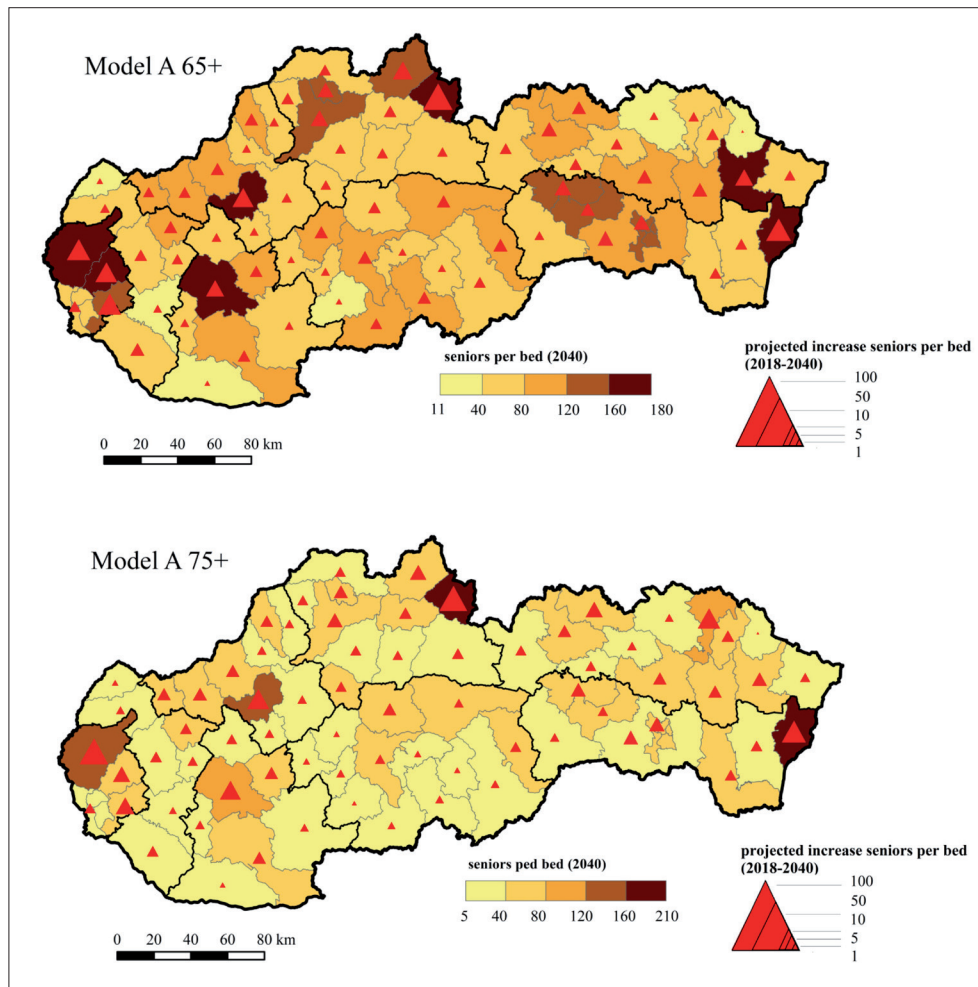 Model A 65+
projected increase seniors per bed
(2018-2040)
seniors per bed (2040)
100
50
10
5
1
11 40 80 120 160 180
0 20 40 60 80 km
Model A 75+
projected increase seniors per bed
(2018-2040)
seniors ped bed (2040)
100
50
10
5
1
5 40 80 120 160 210
0 20 40 60 80 km